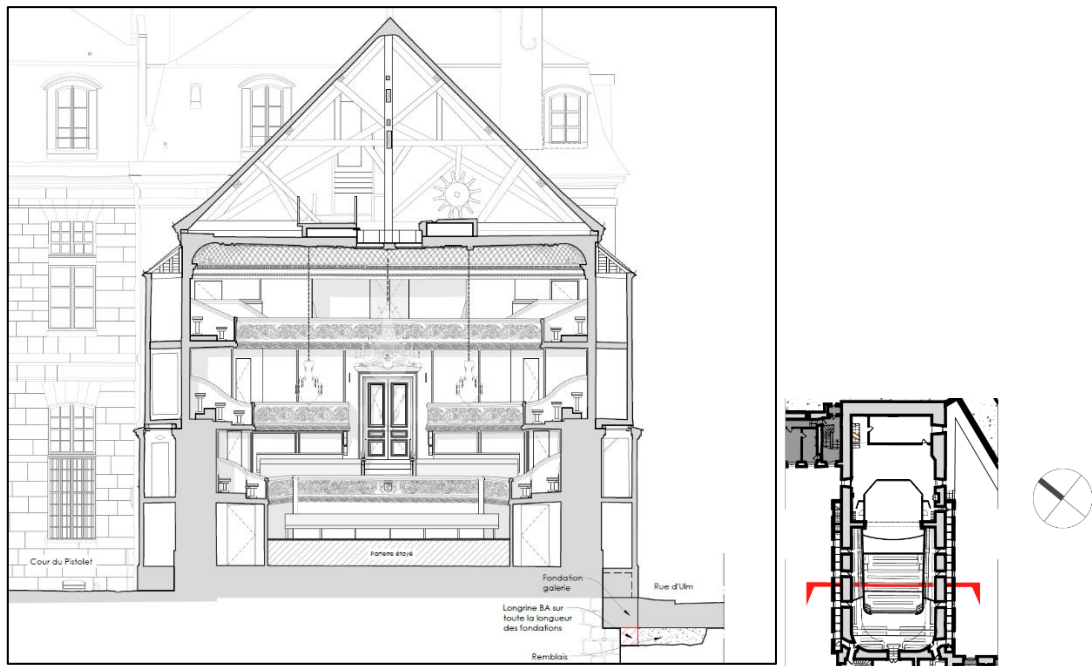 Parterre étayé
Cour du Pistolet
Fondation
galerie
Rue d'Ulm
Longrine BA sur
toute la longueur
des fondations
Remblais